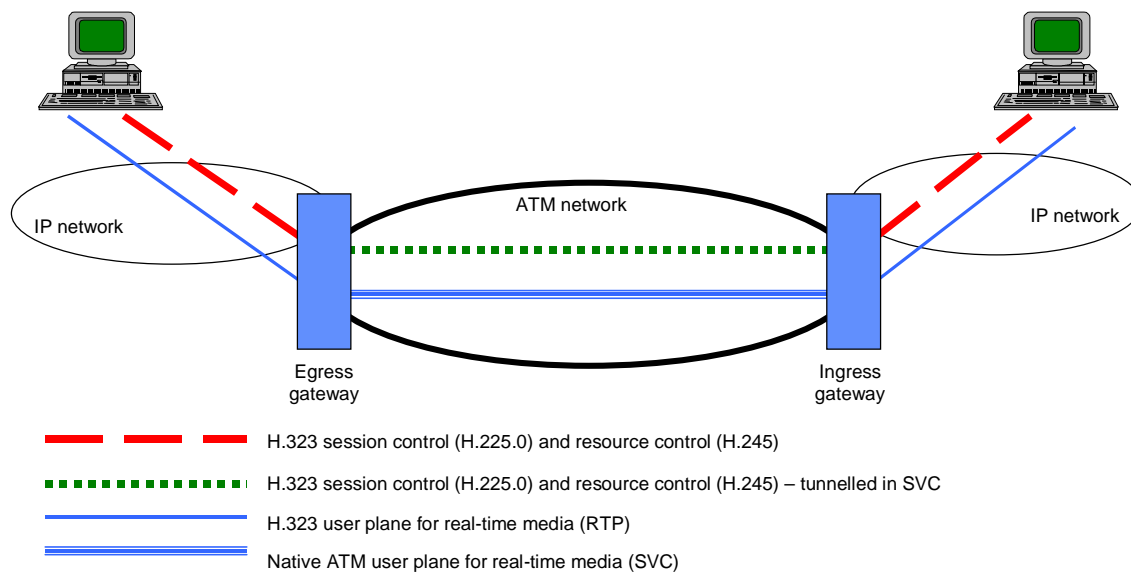 ATM network
IP network
IP network
Egress
gateway
Ingress
gateway
H.323 session control (H.225.0) and resource control (H.245)
H.323 session control (H.225.0) and resource control (H.245) – tunnelled in SVC
H.323 user plane for real-time media (RTP)
Native ATM user plane for real-time media (SVC)